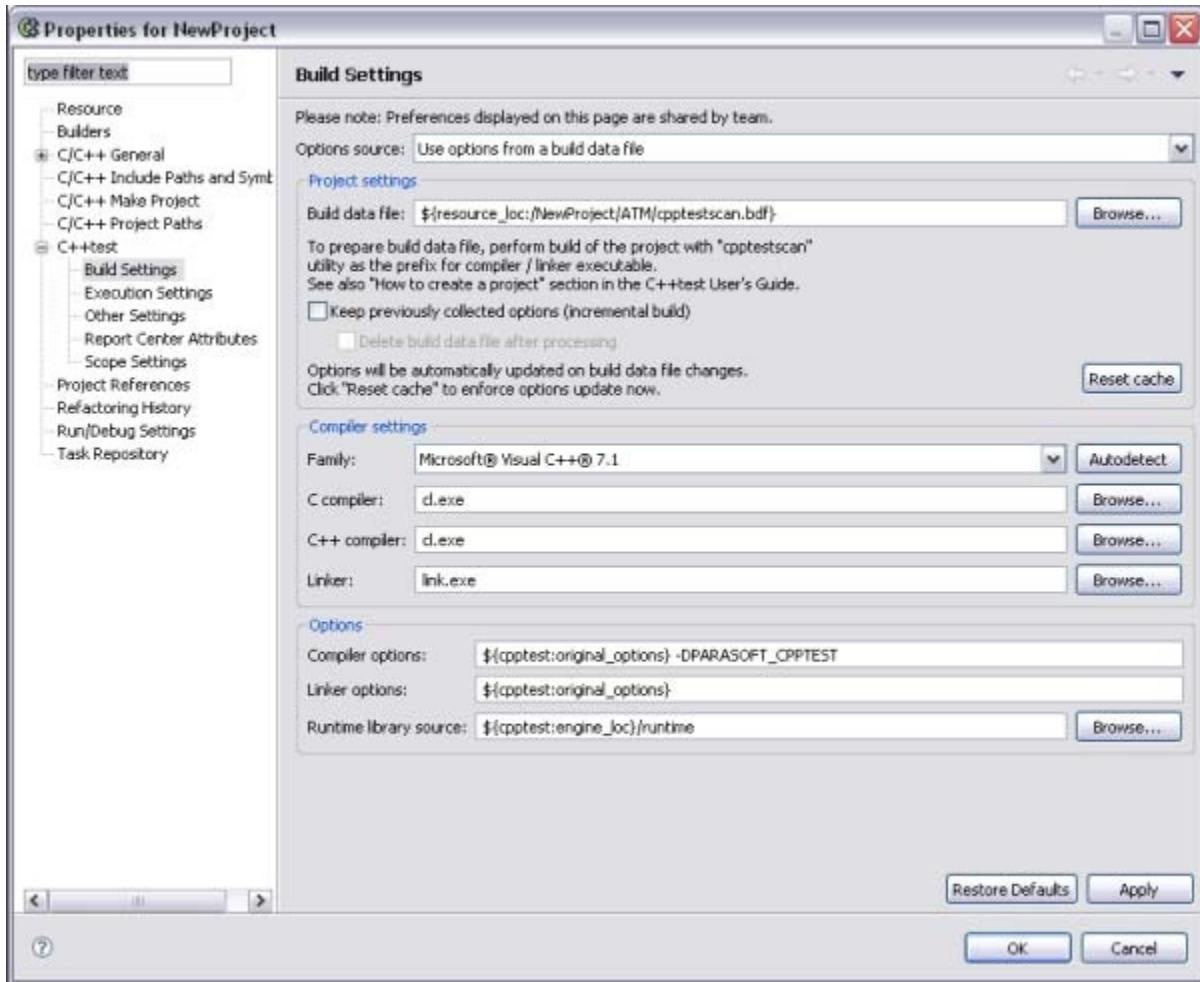 Properties for NewProject
type filter text
Resource
Builders
C/C++ General
C/C++ Include Paths and Symb
C/C++ Make Project
C/C++ Project Paths
C++test
Build Settings
Execution Settings
Other Settings
Report Center Attributes
Scope Settings
Project References
Refactoring History
Run/Debug Settings
Task Repository
Build Settings
Please note: Preferences displayed on this page are shared by team.
Options source: Use options from a build data file
Project settings
Build data file: ${resource_loc:/NewProject/ATM/cpptestscan.bdf} Browse...
To prepare build data file, perform build of the project with "cpptestscan"
utility as the prefix for compiler / linker executable.
See also "How to create a project" section in the C++test User's Guide.
Keep previously collected options (incremental build)
Delete build data file after processing
Options will be automatically updated on build data file changes.
Click "Reset cache" to enforce options update now.
Reset cache
Compiler settings
Family: Microsoft® Visual C++® 7.1 Autodetect
C compiler: cl.exe Browse...
C++ compiler: cl.exe Browse...
Linker: link.exe Browse...
Options
Compiler options: ${cpptest:original_options} -DPARASOFT_CPPTEST
Linker options: ${cpptest:original_options}
Runtime library source: ${cpptest:engine_loc}/runtime Browse...
Restore Defaults Apply
OK Cancel